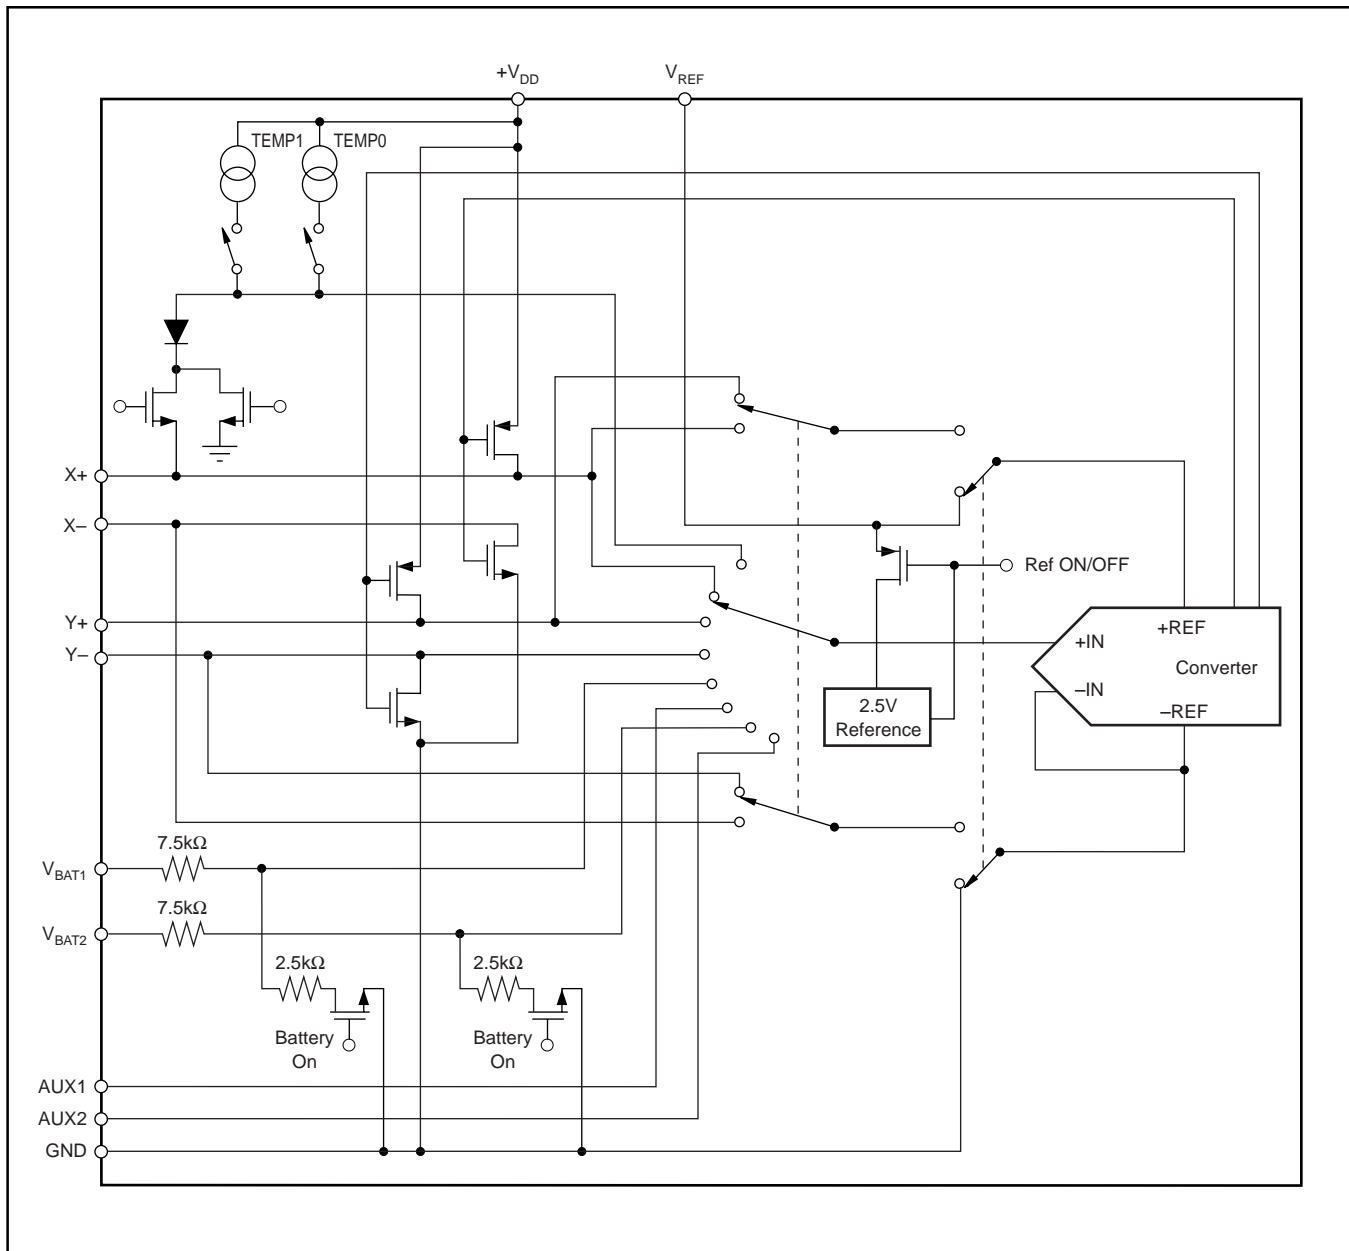 +VDD
VREF
TEMP1
TEMP0
X+
X–
Ref ON/OFF
Y+
Y–
+REF
+IN
Converter
–IN
–REF
2.5V
Reference
7.5kΩ
VBAT1
7.5kΩ
VBAT2
2.5kΩ
2.5kΩ
Battery
On
Battery
On
AUX1
AUX2
GND